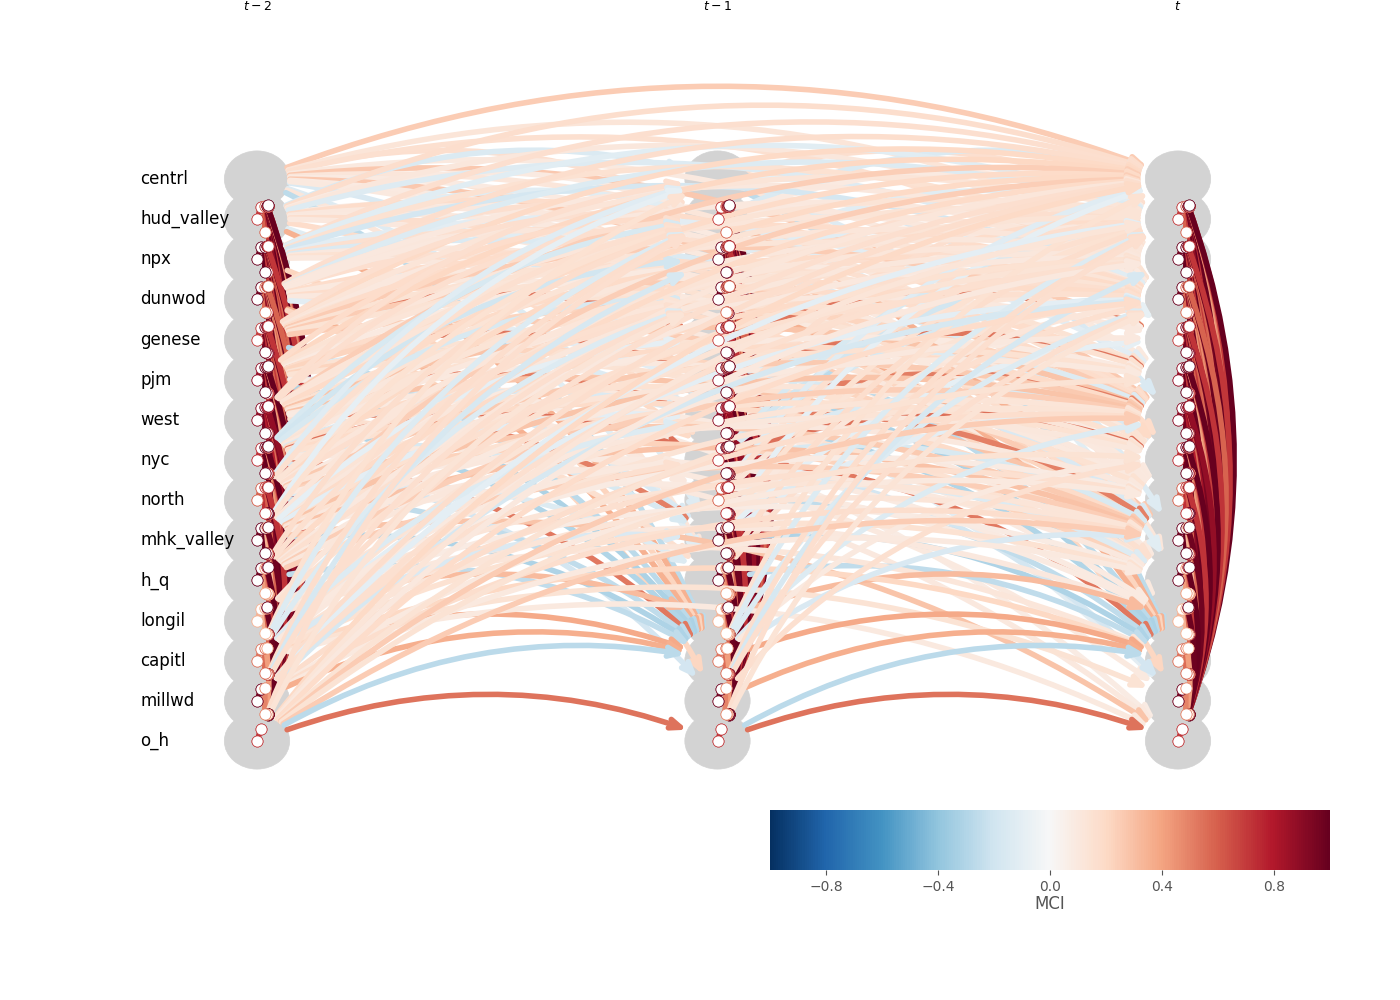 t − 2 t − 1 t
centrl
hud_valley
npx
dunwod
genese
pjm
west
nyc
north
mhk_valley
h_q
longil
capitl
millwd
o_h
−0.8 −0.4 0.0 0.4 0.8
MCI